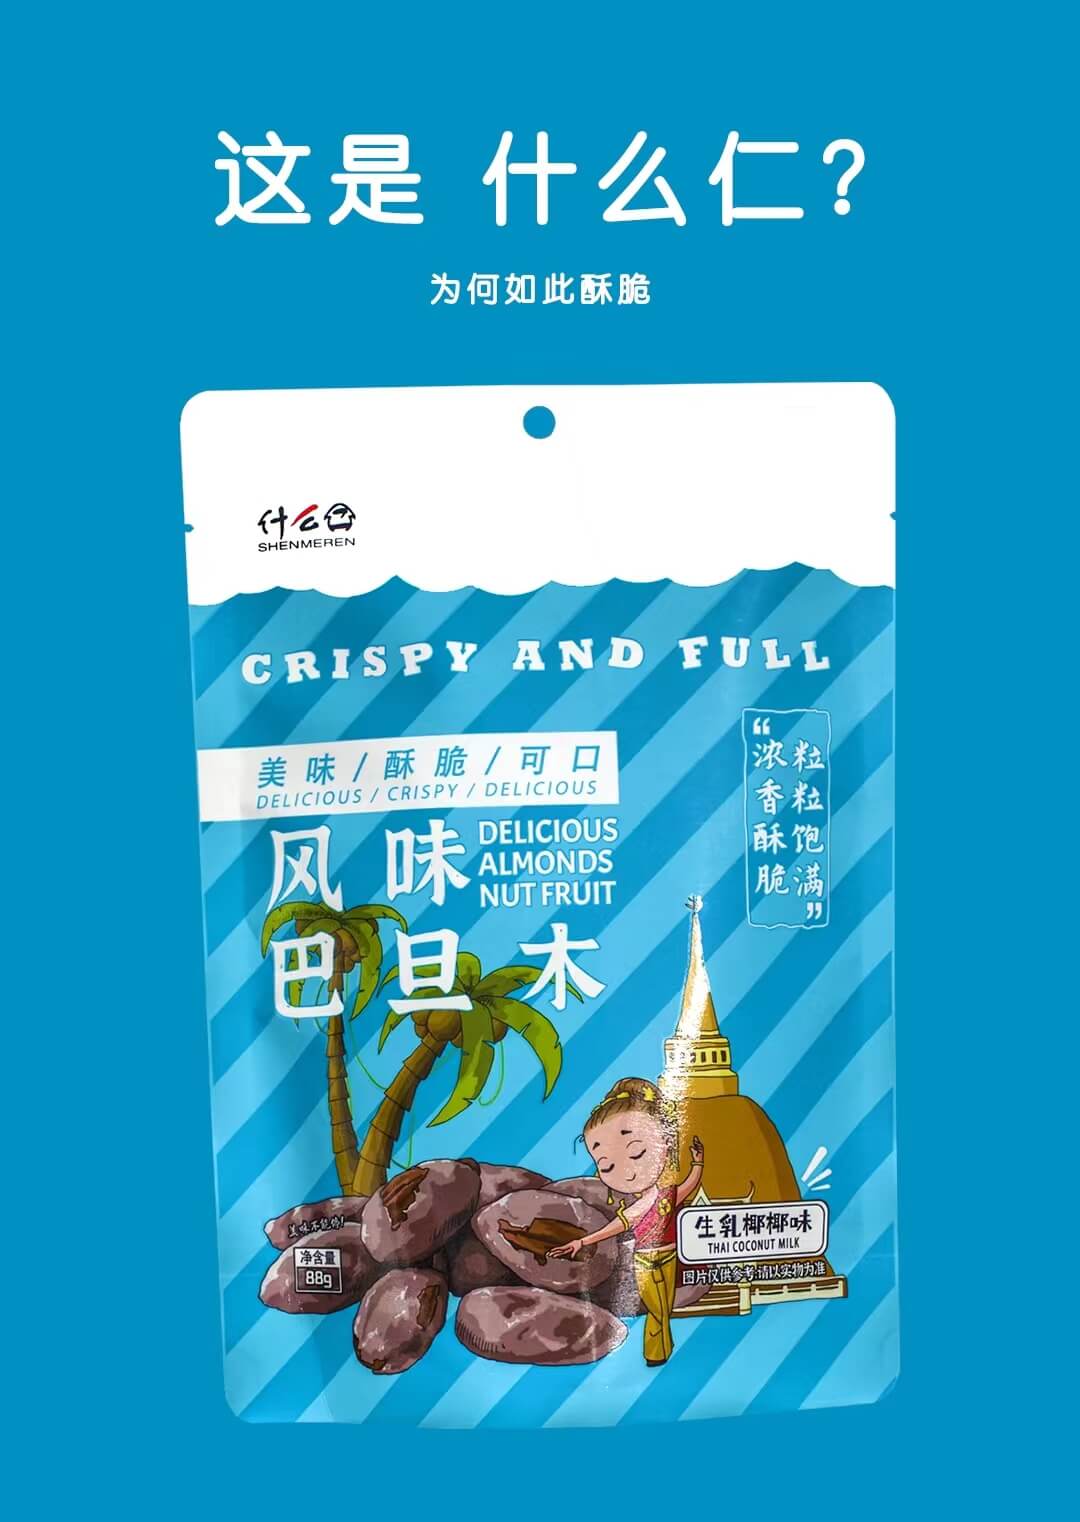 这是 什么仁?
为何如此酥脆
什么
SHENMEREN
CRISPY AND FULL
美味/酥脆/可口
DELICIOUS / CRISPY / DELICIOUS
“粒粒饱满
浓香酥脆”
风味
DELICIOUS
ALMONDS
NUT FRUIT
巴旦木
美味不能停!
净含量
88g
生乳椰椰味
THAI COCONUT MILK
图片仅供参考,请以实物为准